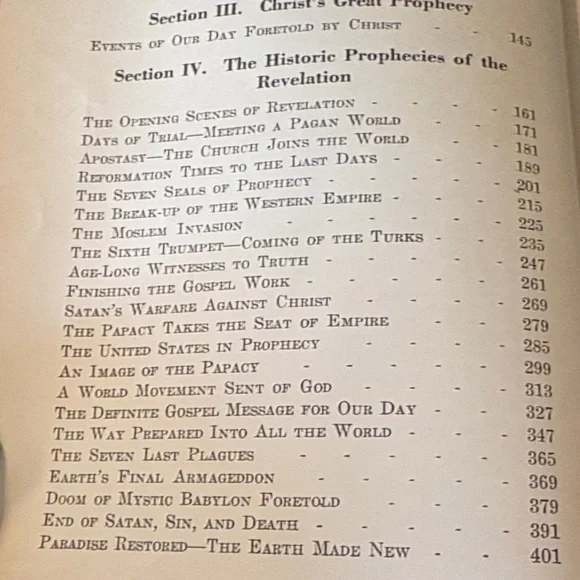 Section III. Christ's Great Prophecy
Events of Our Day Foretold by Christ - - 145
Section IV. The Historic Prophecies of the
Revelation
The Opening Scenes of Revelation - - - - 161
Days of Trial—Meeting a Pagan World - - 171
Apostasy—The Church Joins the World - - 181
Reformation Times to the Last Days - - - 189
The Seven Seals of Prophecy - - - - - 201
The Break-up of the Western Empire - - - 215
The Moslem Invasion - - - - - - 225
The Sixth Trumpet—Coming of the Turks - - 235
Age-Long Witnesses to Truth - - - - - 247
Finishing the Gospel Work - - - - - 261
Satan's Warfare Against Christ - - - - 269
The Papacy Takes the Seat of Empire - - 279
The United States in Prophecy - - - - 285
An Image of the Papacy - - - - - 299
A World Movement Sent of God - - - - 313
The Definite Gospel Message for Our Day - - 327
The Way Prepared Into All the World - - - 347
The Seven Last Plagues - - - - - 365
Earth's Final Armageddon - - - - - 369
Doom of Mystic Babylon Foretold - - - 379
End of Satan, Sin, and Death - - - - - 391
Paradise Restored—The Earth Made New - - 401